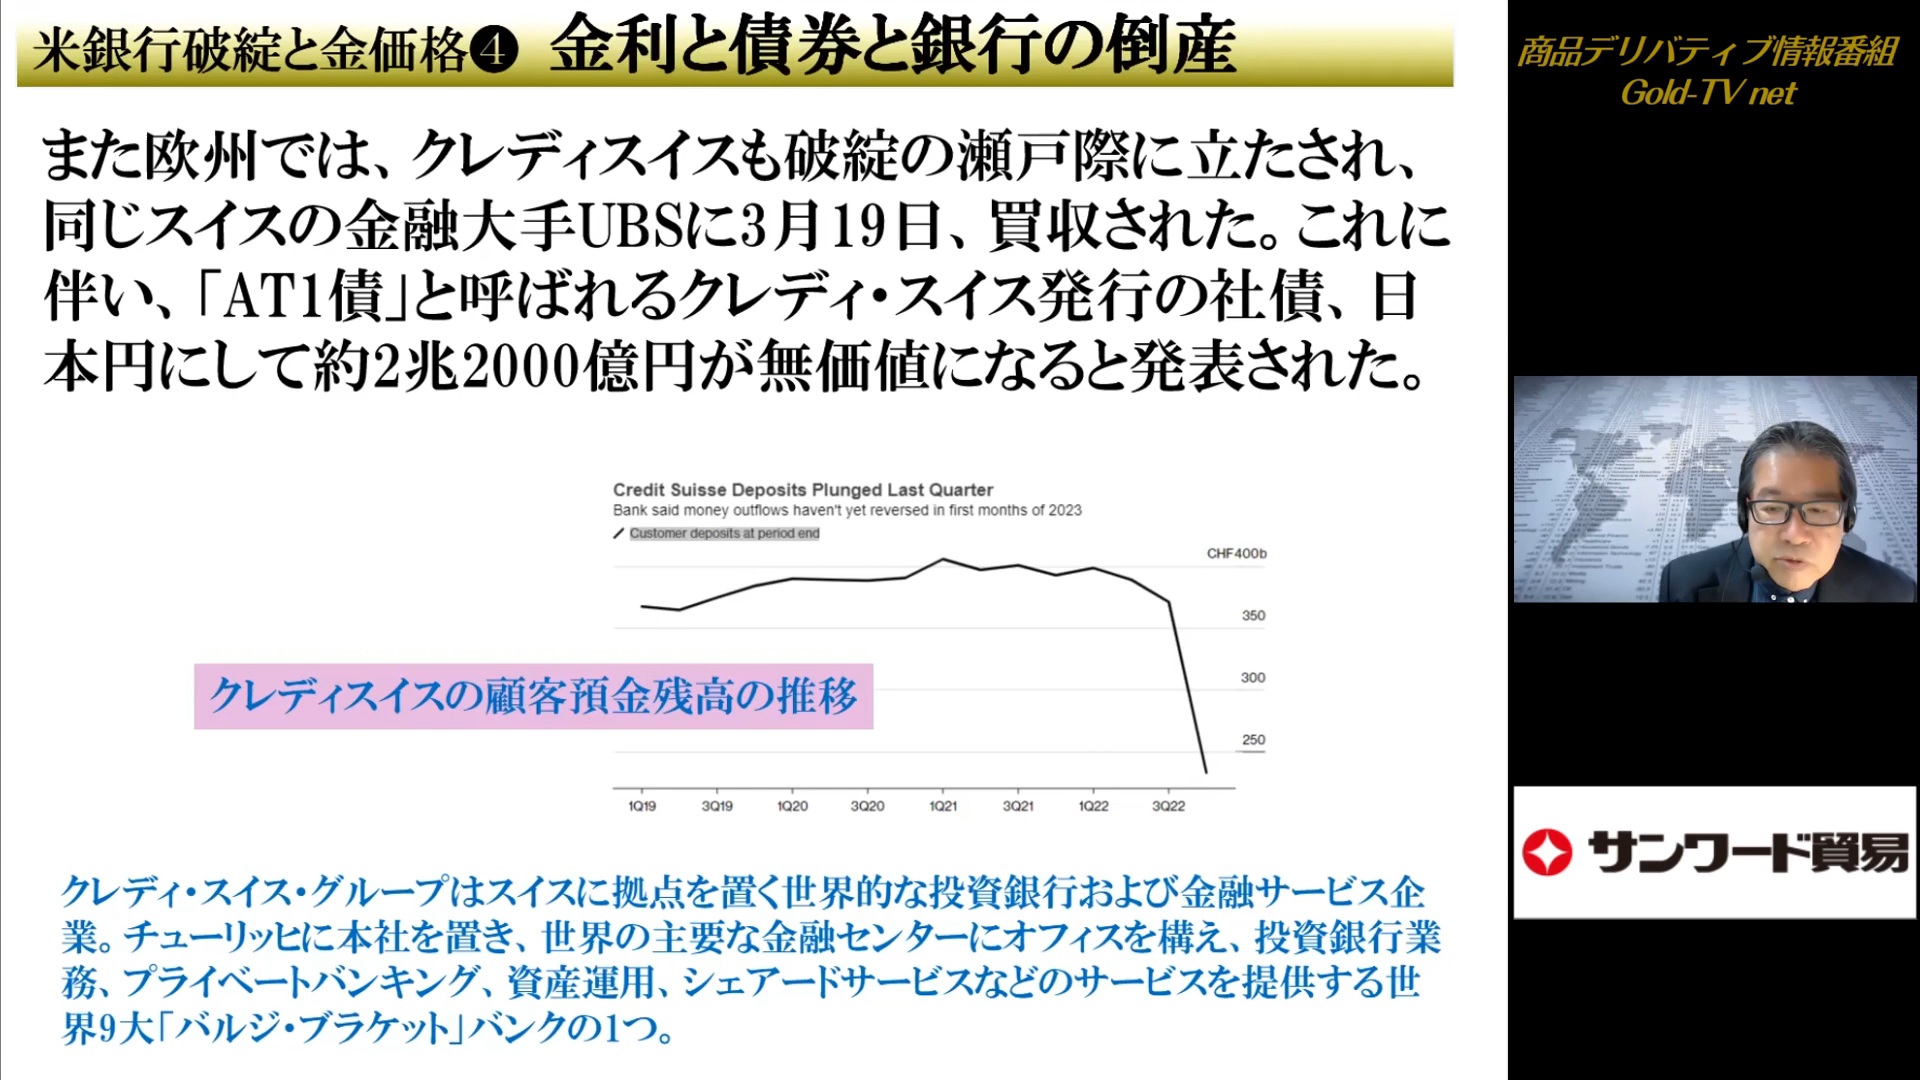 米銀行破綻と金価格❹ 金利と債券と銀行の倒産
また欧州では、クレディスイスも破綻の瀬戸際に立たされ、
同じスイスの金融大手UBSに3月19日、買収された。これに
伴い、「AT1債」と呼ばれるクレディ・スイス発行の社債、日
本円にして約2兆2000億円が無価値になると発表された。
Credit Suisse Deposits Plunged Last Quarter
Bank said money outflows haven't yet reversed in first months of 2023
Customer deposits at period end
CHF400b
350
300
250
1Q19 3Q19 1Q20 3Q20 1Q21 3Q21 1Q22 3Q22
クレディスイスの顧客預金残高の推移
クレディ・スイス・グループはスイスに拠点を置く世界的な投資銀行および金融サービス企
業。チューリッヒに本社を置き、世界の主要な金融センターにオフィスを構え、投資銀行業
務、プライベートバンキング、資産運用、シェアードサービスなどのサービスを提供する世
界9大「バルジ・ブラケット」バンクの1つ。
商品デリバティブ情報番組
Gold-TV net
サンワード貿易